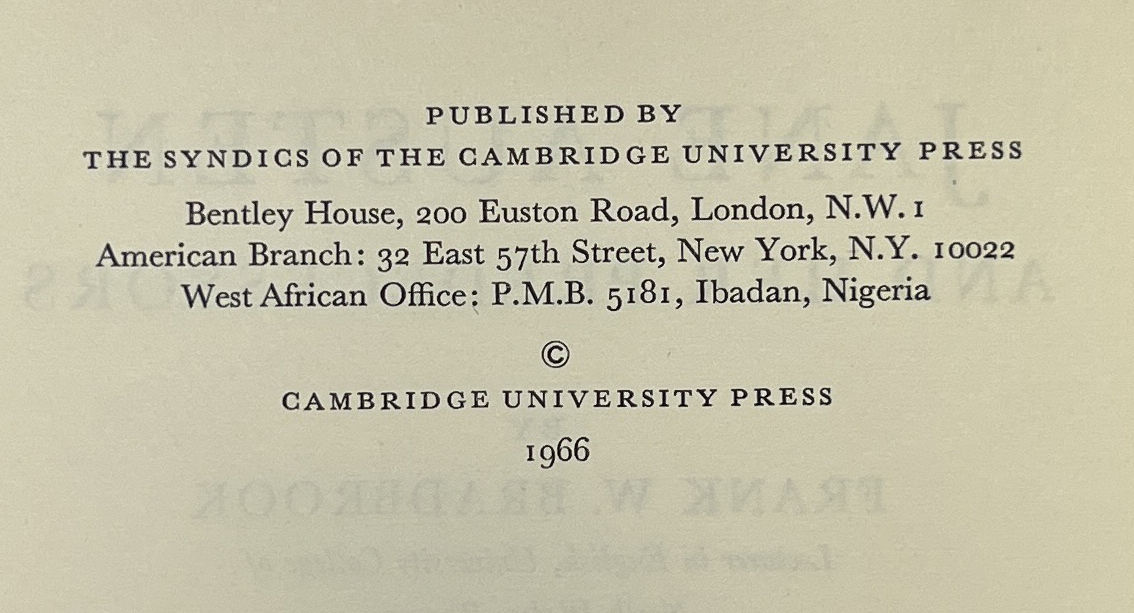 PUBLISHED BY
THE SYNDICS OF THE CAMBRIDGE UNIVERSITY PRESS
Bentley House, 200 Euston Road, London, N.W. 1
American Branch: 32 East 57th Street, New York, N.Y. 10022
West African Office: P.M.B. 5181, Ibadan, Nigeria
©
CAMBRIDGE UNIVERSITY PRESS
1966